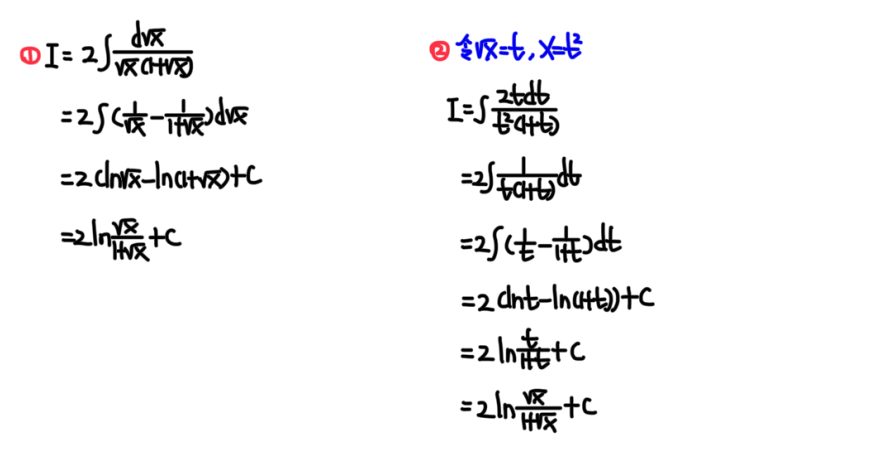 ① I = 2∫ d√x / √x(1+√x)
= 2∫(1/√x - 1/1+√x)d√x
= 2(ln√x - ln(1+√x)) + C
= 2ln √x/1+√x + C
② 令√x=t, x=t²
I = ∫ 2tdt / t²(1+t)
= 2∫ 1/t(1+t) dt
= 2∫(1/t - 1/1+t)dt
= 2(lnt - ln(1+t)) + C
= 2ln t/1+t + C
= 2ln √x/1+√x + C